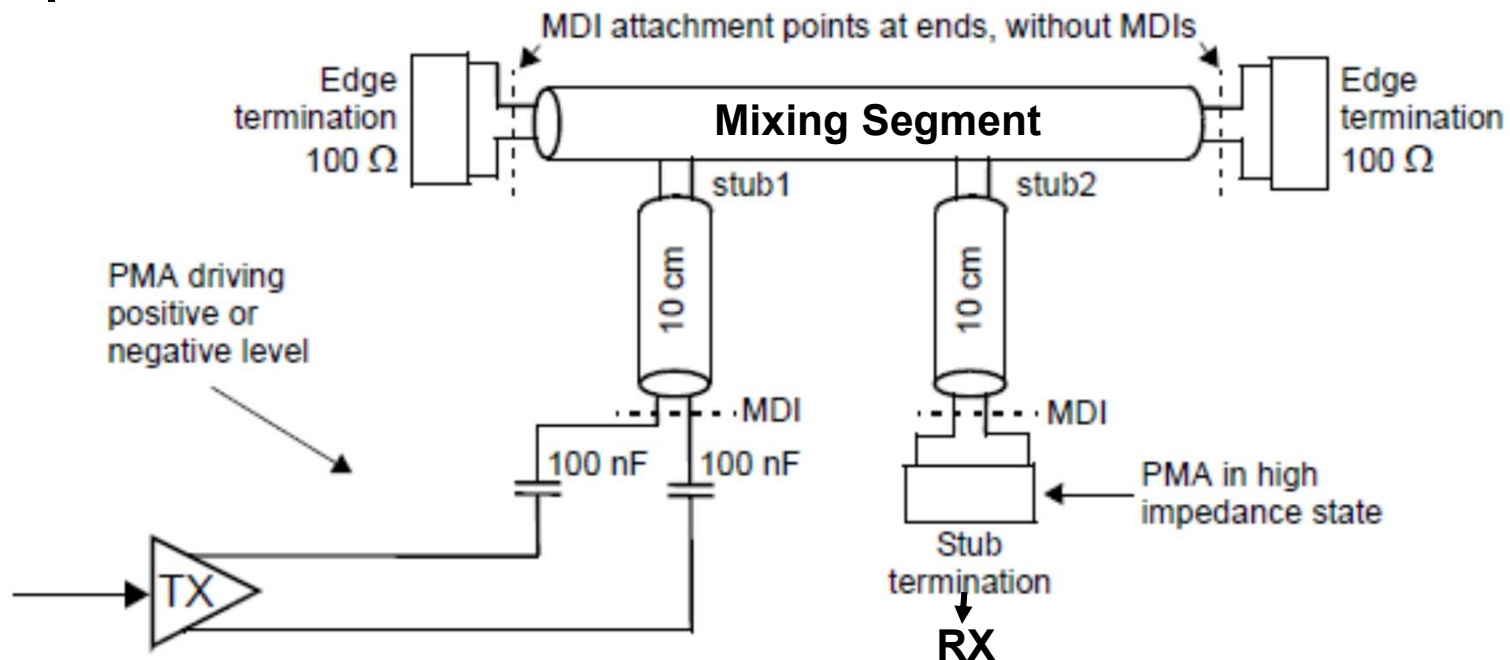 MDI attachment points at ends, without MDIs
Edge
termination
100 Ω
Mixing Segment
Edge
termination
100 Ω
stub1
stub2
10 cm
10 cm
PMA driving
positive or
negative level
MDI
MDI
100 nF
100 nF
PMA in high
impedance state
Stub
termination
TX
RX